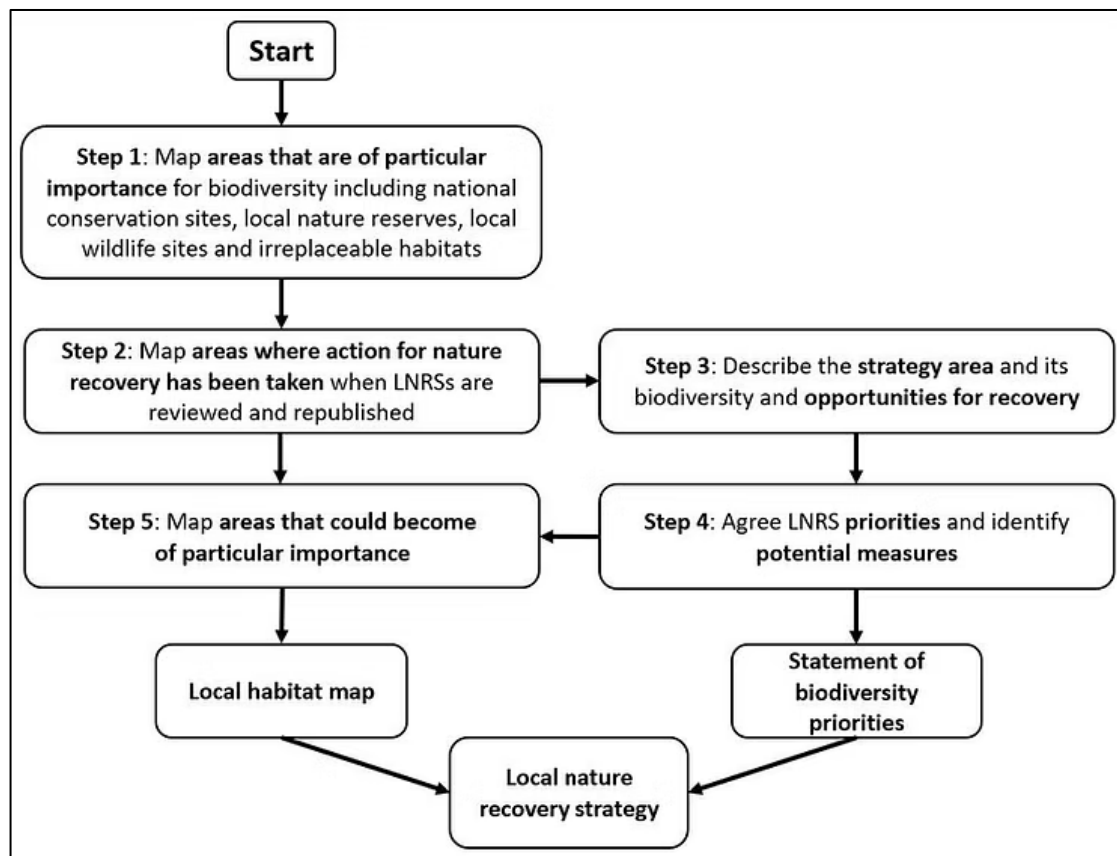 Start
Step 1: Map areas that are of particular
importance for biodiversity including national
conservation sites, local nature reserves, local
wildlife sites and irreplaceable habitats
Step 2: Map areas where action for nature
recovery has been taken when LNRSs are
reviewed and republished
Step 3: Describe the strategy area and its
biodiversity and opportunities for recovery
Step 5: Map areas that could become
of particular importance
Step 4: Agree LNRS priorities and identify
potential measures
Local habitat map
Statement of
biodiversity
priorities
Local nature
recovery strategy